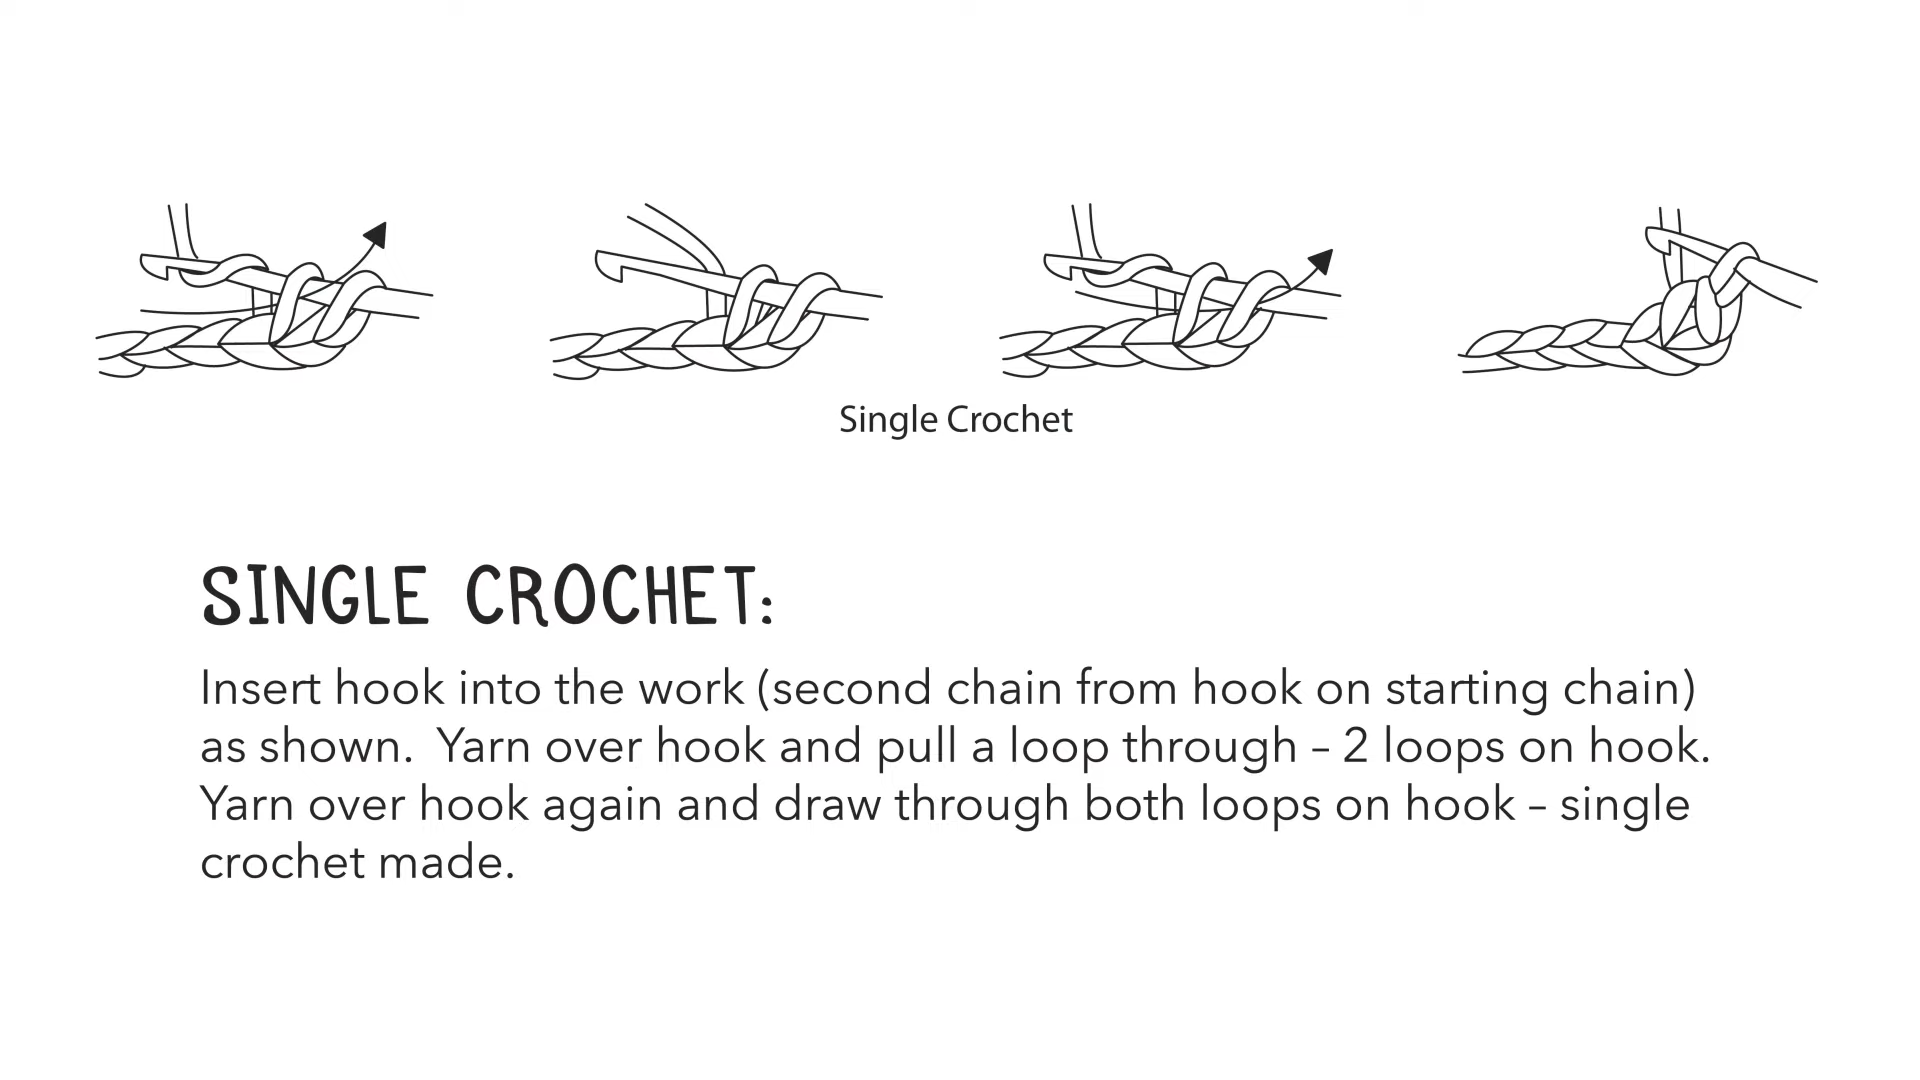 Single Crochet
SINGLE CROCHET:
Insert hook into the work (second chain from hook on starting chain)
as shown.  Yarn over hook and pull a loop through – 2 loops on hook.
Yarn over hook again and draw through both loops on hook – single
crochet made.